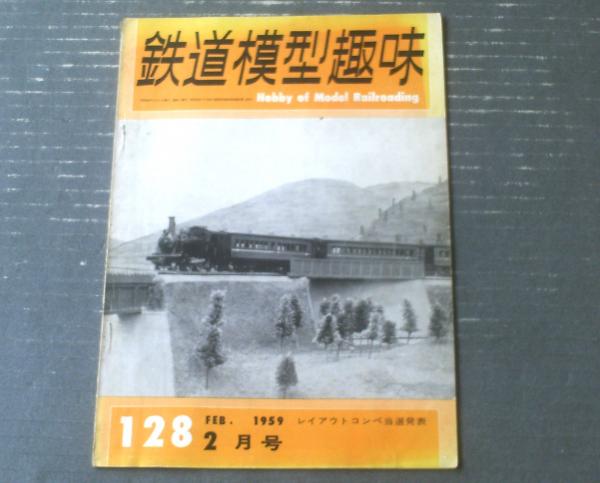 鉄道模型趣味
Hobby of Model Railroading
128 FEB. 1959 レイアウトコンペ当選発表
2月号